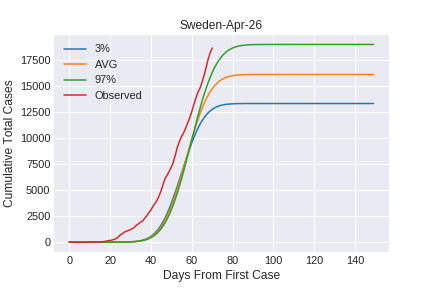 Sweden-Apr-26
3%
AVG
97%
Observed
Cumulative Total Cases
17500
15000
12500
10000
7500
5000
2500
0
0 20 40 60 80 100 120 140
Days From First Case